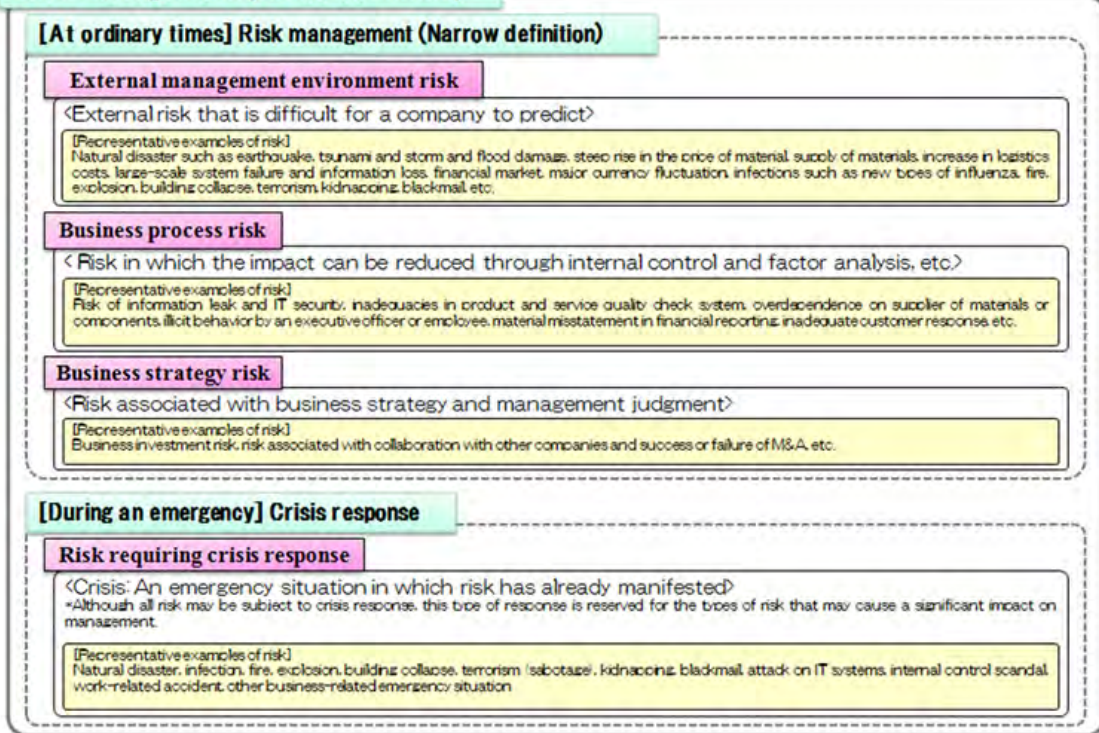 [At ordinary times] Risk management (Narrow definition)
External management environment risk
<External risk that is difficult for a company to predict>
[Representative examples of risk]
Natural disaster such as earthquake, tsunami and storm and flood damage, steep rise in the price of material, supply of materials, increase in logistics
costs, large-scale system failure and information loss, financial market, major currency fluctuation, infections such as new types of influenza, fire,
explosion, building collapse, terrorism, kidnapping, blackmail, etc.
Business process risk
< Risk in which the impact can be reduced through internal control and factor analysis, etc.>
[Representative examples of risk]
Risk of information leak and IT security, inadequacies in product and service quality check system, overdependence on supplier of materials or
components, illicit behavior by an executive officer or employee, material misstatement in financial reporting, inadequate customer response, etc.
Business strategy risk
<Risk associated with business strategy and management judgment>
[Representative examples of risk]
Business investment risk, risk associated with collaboration with other companies and success or failure of M&A, etc.
[During an emergency] Crisis response
Risk requiring crisis response
<Crisis: An emergency situation in which risk has already manifested>
*Although all risk may be subject to crisis response, this type of response is reserved for the types of risk that may cause a significant impact on
management.
[Representative examples of risk]
Natural disaster, infection, fire, explosion, building collapse, terrorism (sabotage), kidnapping, blackmail, attack on IT systems, internal control scandal,
work-related accident, other business-related emergency situation